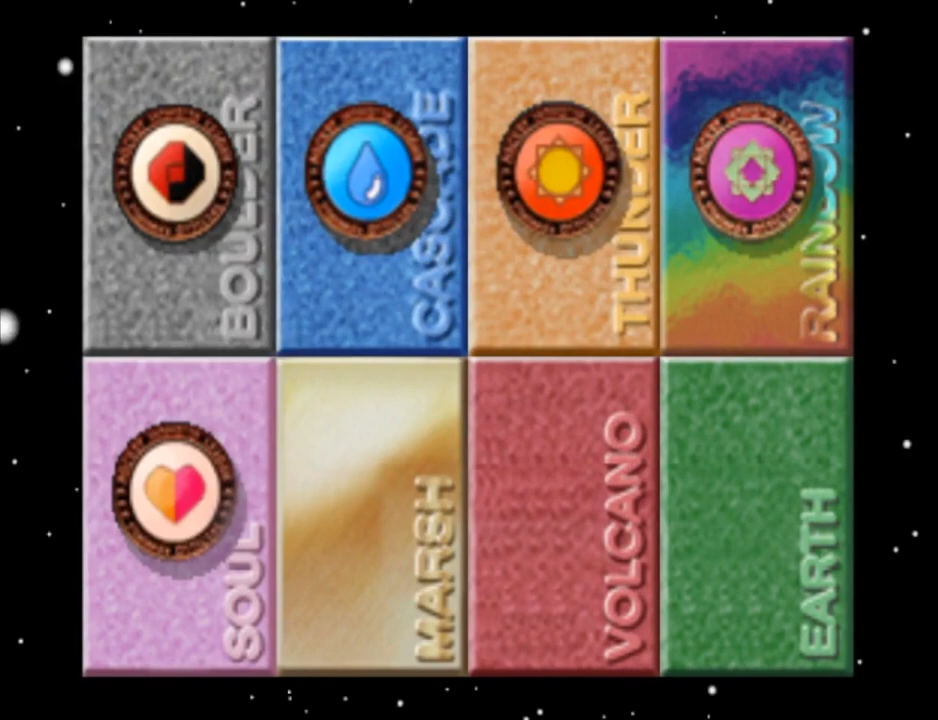 BOULDER
CASCADE
THUNDER
RAINBOW
SOUL
MARSH
VOLCANO
EARTH